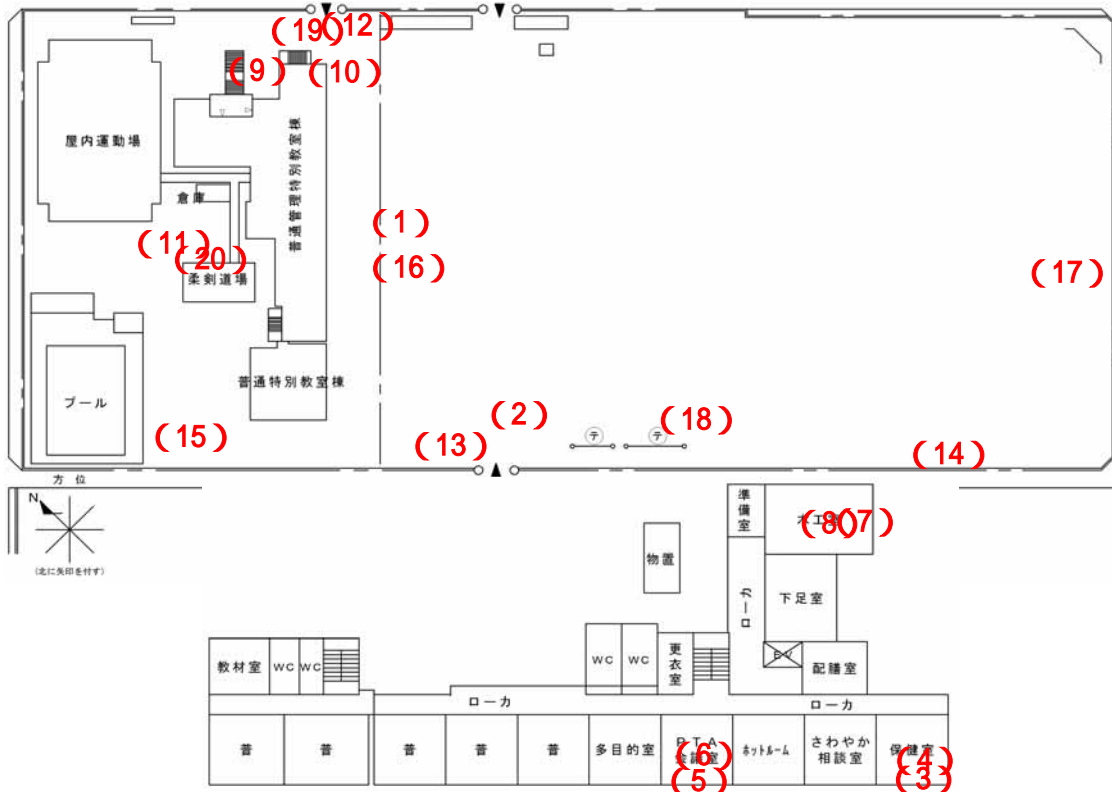 (19)
(12)
(9)
(10)
屋内運動場
普通管理特別教室棟
倉庫
(1)
(11)
(20)
(16)
(17)
柔剣道場
普通特別教室棟
プール
(2)
(18)
テ
テ
(15)
(13)
(14)
方位
N
(北に矢印を付す)
準備室
木工室
(8)
(7)
物置
ローカ
下足室
教材室
WC
WC
WC
WC
更衣室
EV
配膳室
ローカ
ローカ
普
普
普
普
普
多目的室
PTA
会議室
ホットルーム
さわやか
相談室
保健室
(6)
(4)
(5)
(3)